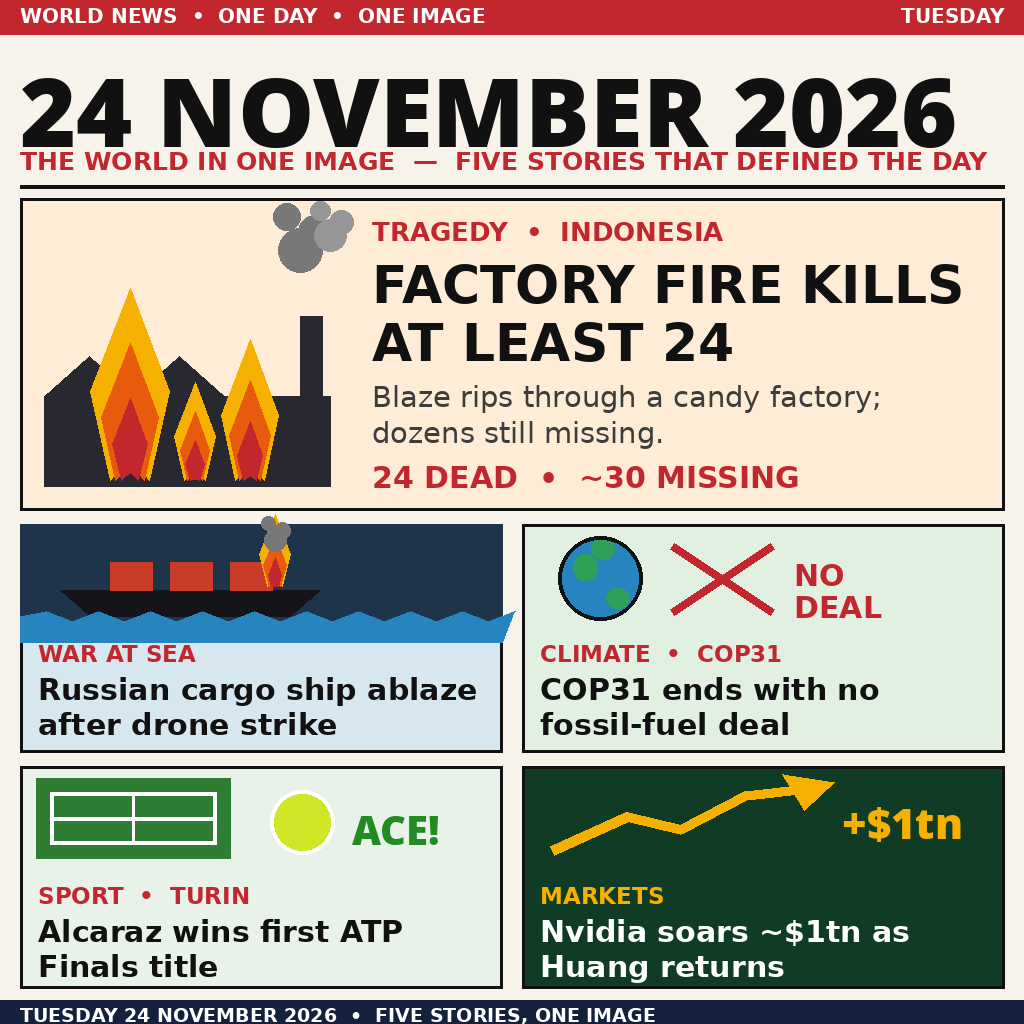 WORLD NEWS • ONE DAY • ONE IMAGE
TUESDAY
24 NOVEMBER 2026
THE WORLD IN ONE IMAGE — FIVE STORIES THAT DEFINED THE DAY
TRAGEDY • INDONESIA
FACTORY FIRE KILLS
AT LEAST 24
Blaze rips through a candy factory;
dozens still missing.
24 DEAD • ~30 MISSING
WAR AT SEA
Russian cargo ship ablaze
after drone strike
NO
DEAL
CLIMATE • COP31
COP31 ends with no
fossil-fuel deal
ACE!
SPORT • TURIN
Alcaraz wins first ATP
Finals title
+$1tn
MARKETS
Nvidia soars ~$1tn as
Huang returns
TUESDAY 24 NOVEMBER 2026 • FIVE STORIES, ONE IMAGE